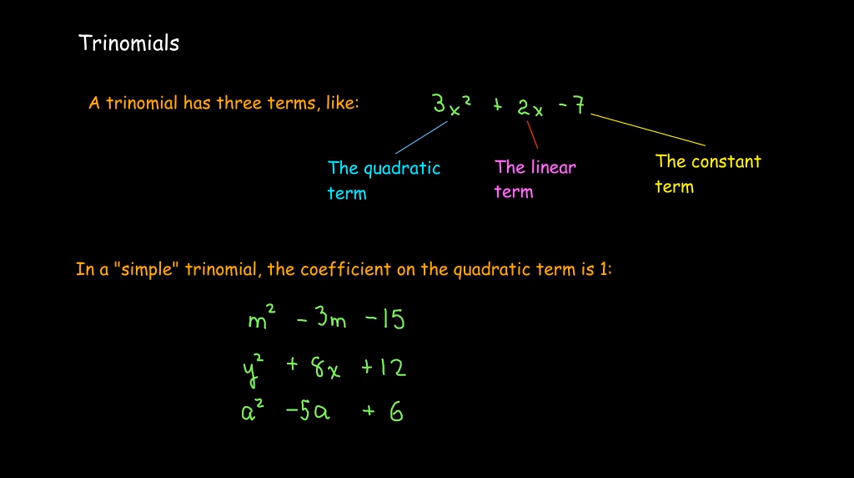 Trinomials
A trinomial has three terms, like: 3x² + 2x - 7
The quadratic term
The linear term
The constant term
In a "simple" trinomial, the coefficient on the quadratic term is 1:
m² - 3m - 15
y² + 8x + 12
a² - 5a + 6